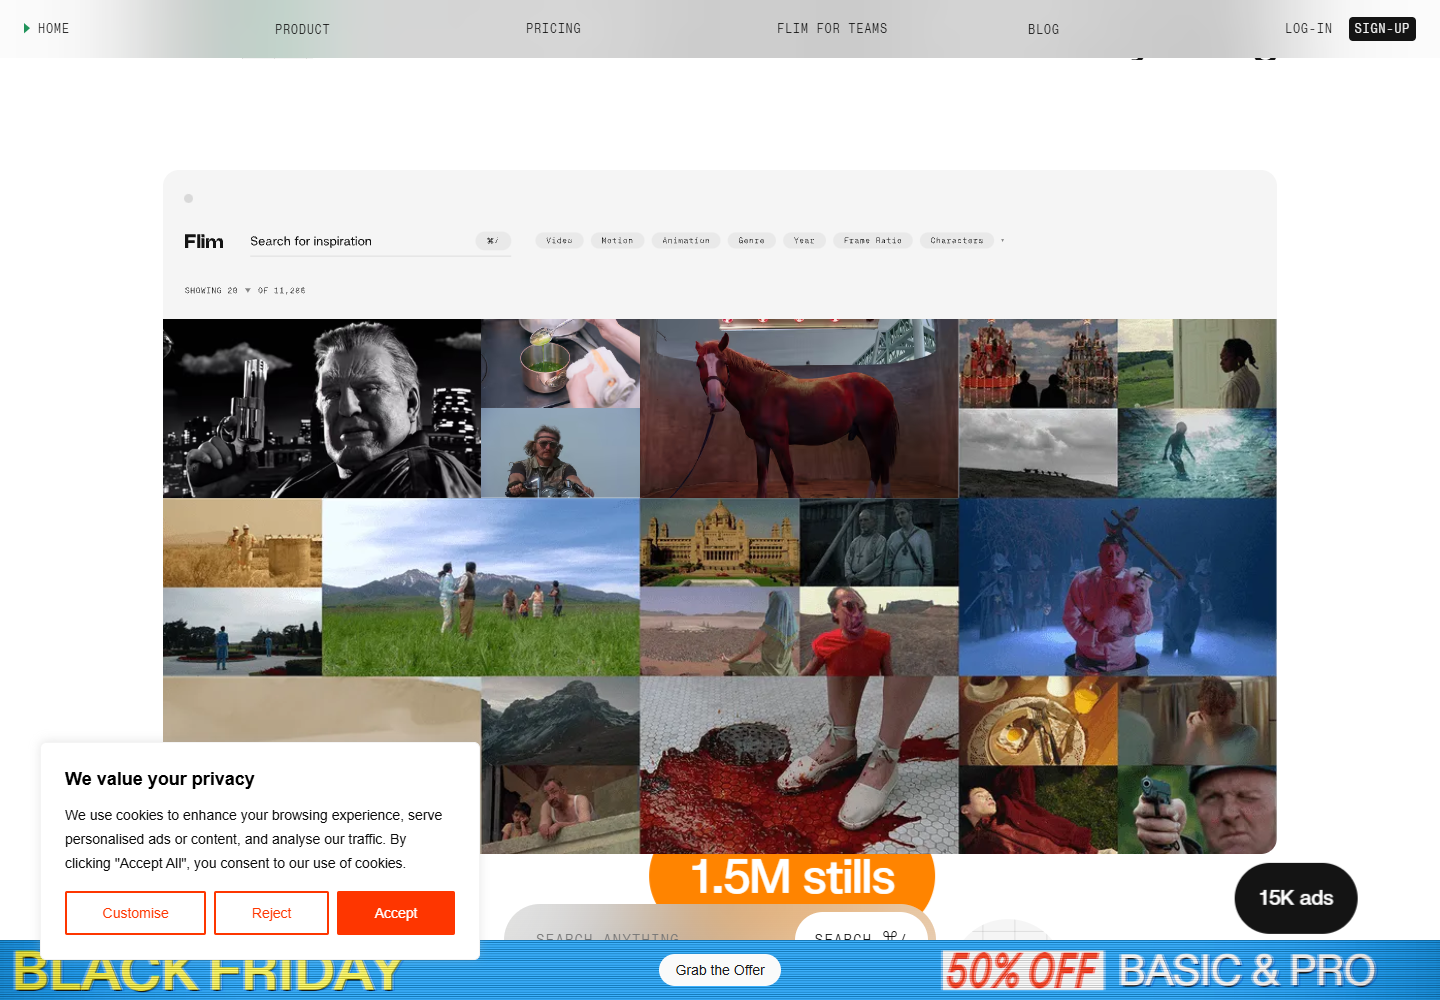 HOME
PRODUCT
PRICING
FLIM FOR TEAMS
BLOG
LOG-IN
SIGN-UP
Flim
Search for inspiration
⌘/
Video
Motion
Animation
Genre
Year
Frame Ratio
Characters
SHOWING 20 ▼ OF 11,286
We value your privacy
We use cookies to enhance your browsing experience, serve
personalised ads or content, and analyse our traffic. By
clicking "Accept All", you consent to our use of cookies.
Customise
Reject
Accept
1.5M stills
15K ads
SEARCH ANYTHING
SEARCH ⌘/
BLACK FRIDAY
Grab the Offer
50% OFF BASIC & PRO